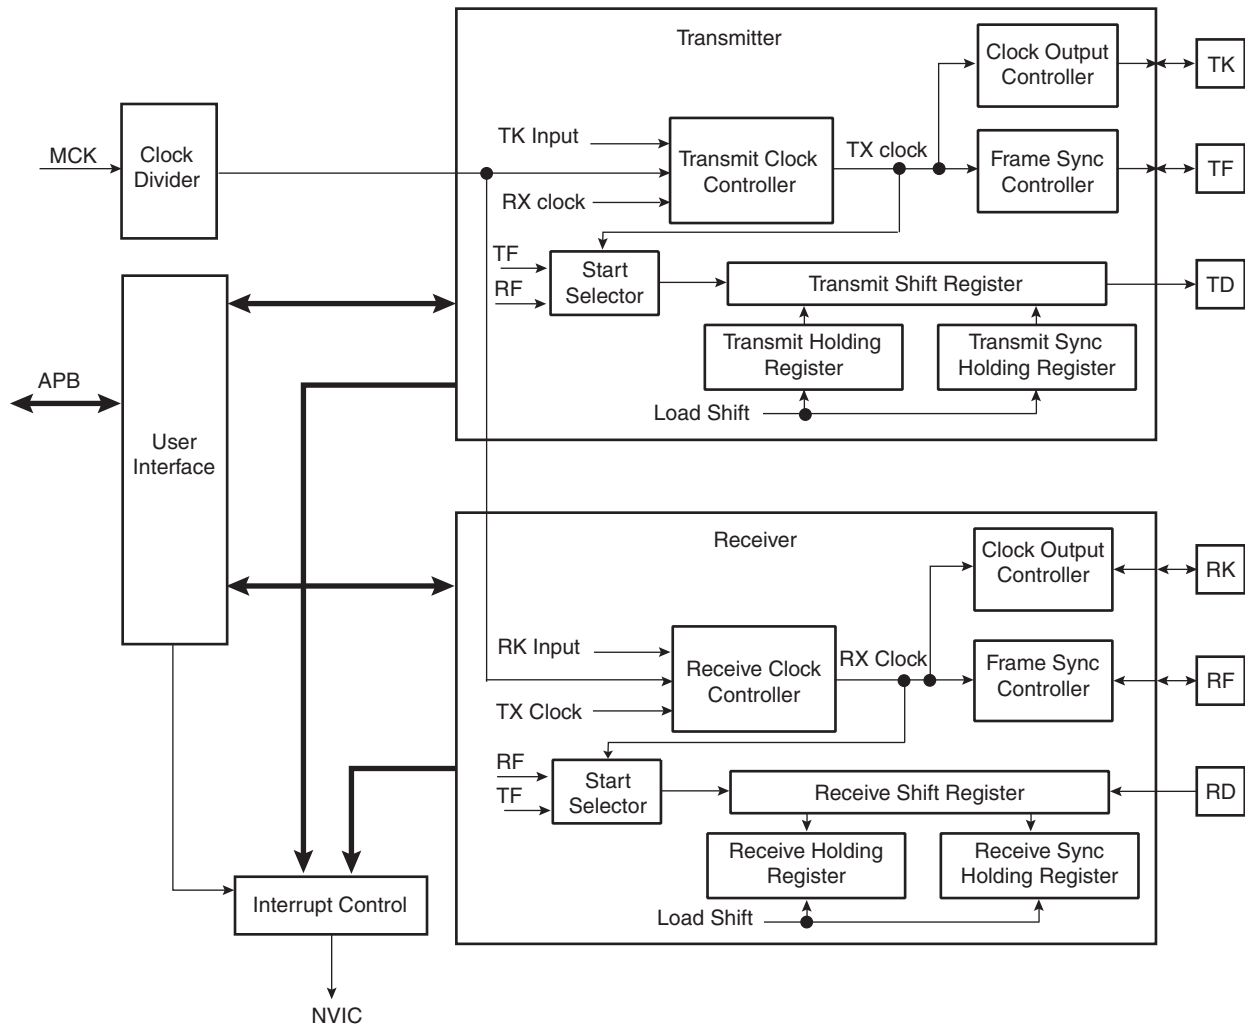 Transmitter
Clock Output
Controller
TK
MCK
Clock
Divider
TK Input
Transmit Clock
Controller
TX clock
Frame Sync
Controller
TF
RX clock
TF
RF
Start
Selector
Transmit Shift Register
TD
Transmit Holding
Register
Transmit Sync
Holding Register
Load Shift
APB
User
Interface
Receiver
Clock Output
Controller
RK
RK Input
Receive Clock
Controller
RX Clock
Frame Sync
Controller
RF
TX Clock
RF
TF
Start
Selector
Receive Shift Register
RD
Receive Holding
Register
Receive Sync
Holding Register
Load Shift
Interrupt Control
NVIC